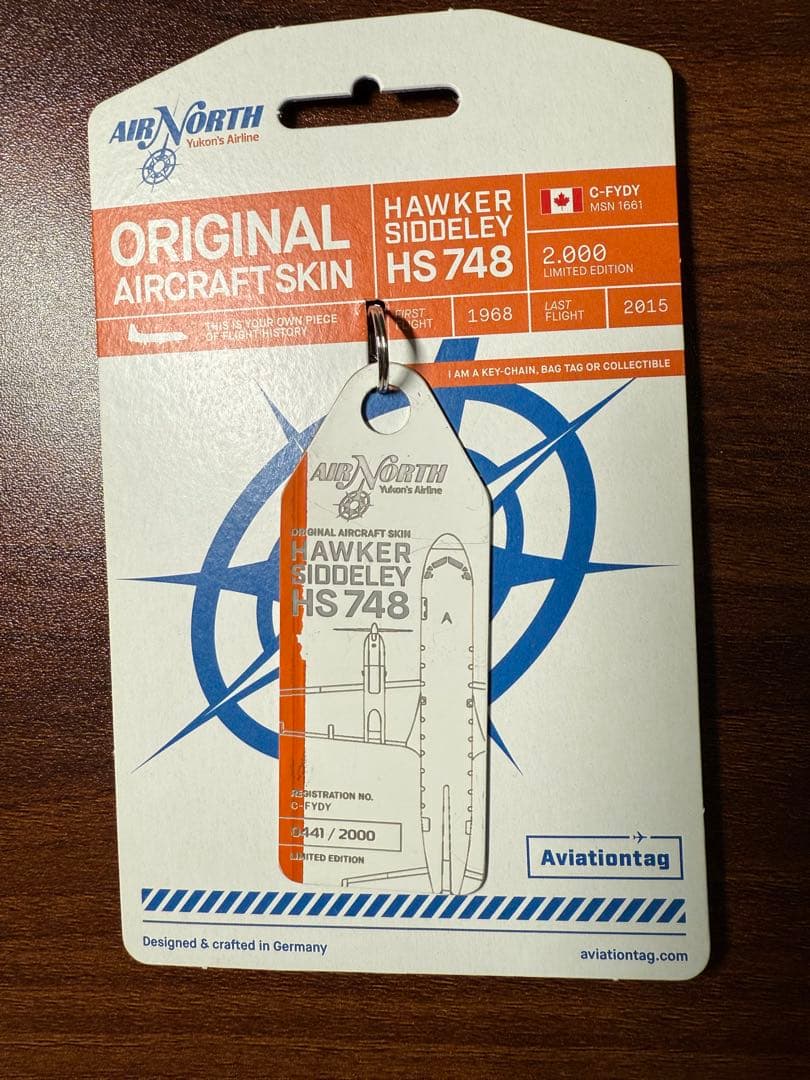 AIR NORTH
Yukon's Airline
ORIGINAL
AIRCRAFT SKIN
HAWKER
SIDDELEY
HS 748
C-FYDY
MSN 1661
2.000
LIMITED EDITION
THIS IS YOUR OWN PIECE
OF FLIGHT HISTORY
FIRST
FLIGHT
1968
LAST
FLIGHT
2015
I AM A KEY-CHAIN, BAG TAG OR COLLECTIBLE
AIR NORTH
Yukon's Airline
ORIGINAL AIRCRAFT SKIN
HAWKER
SIDDELEY
HS 748
REGISTRATION NO.
C-FYDY
0441 / 2000
LIMITED EDITION
Aviationtag
Designed & crafted in Germany
aviationtag.com